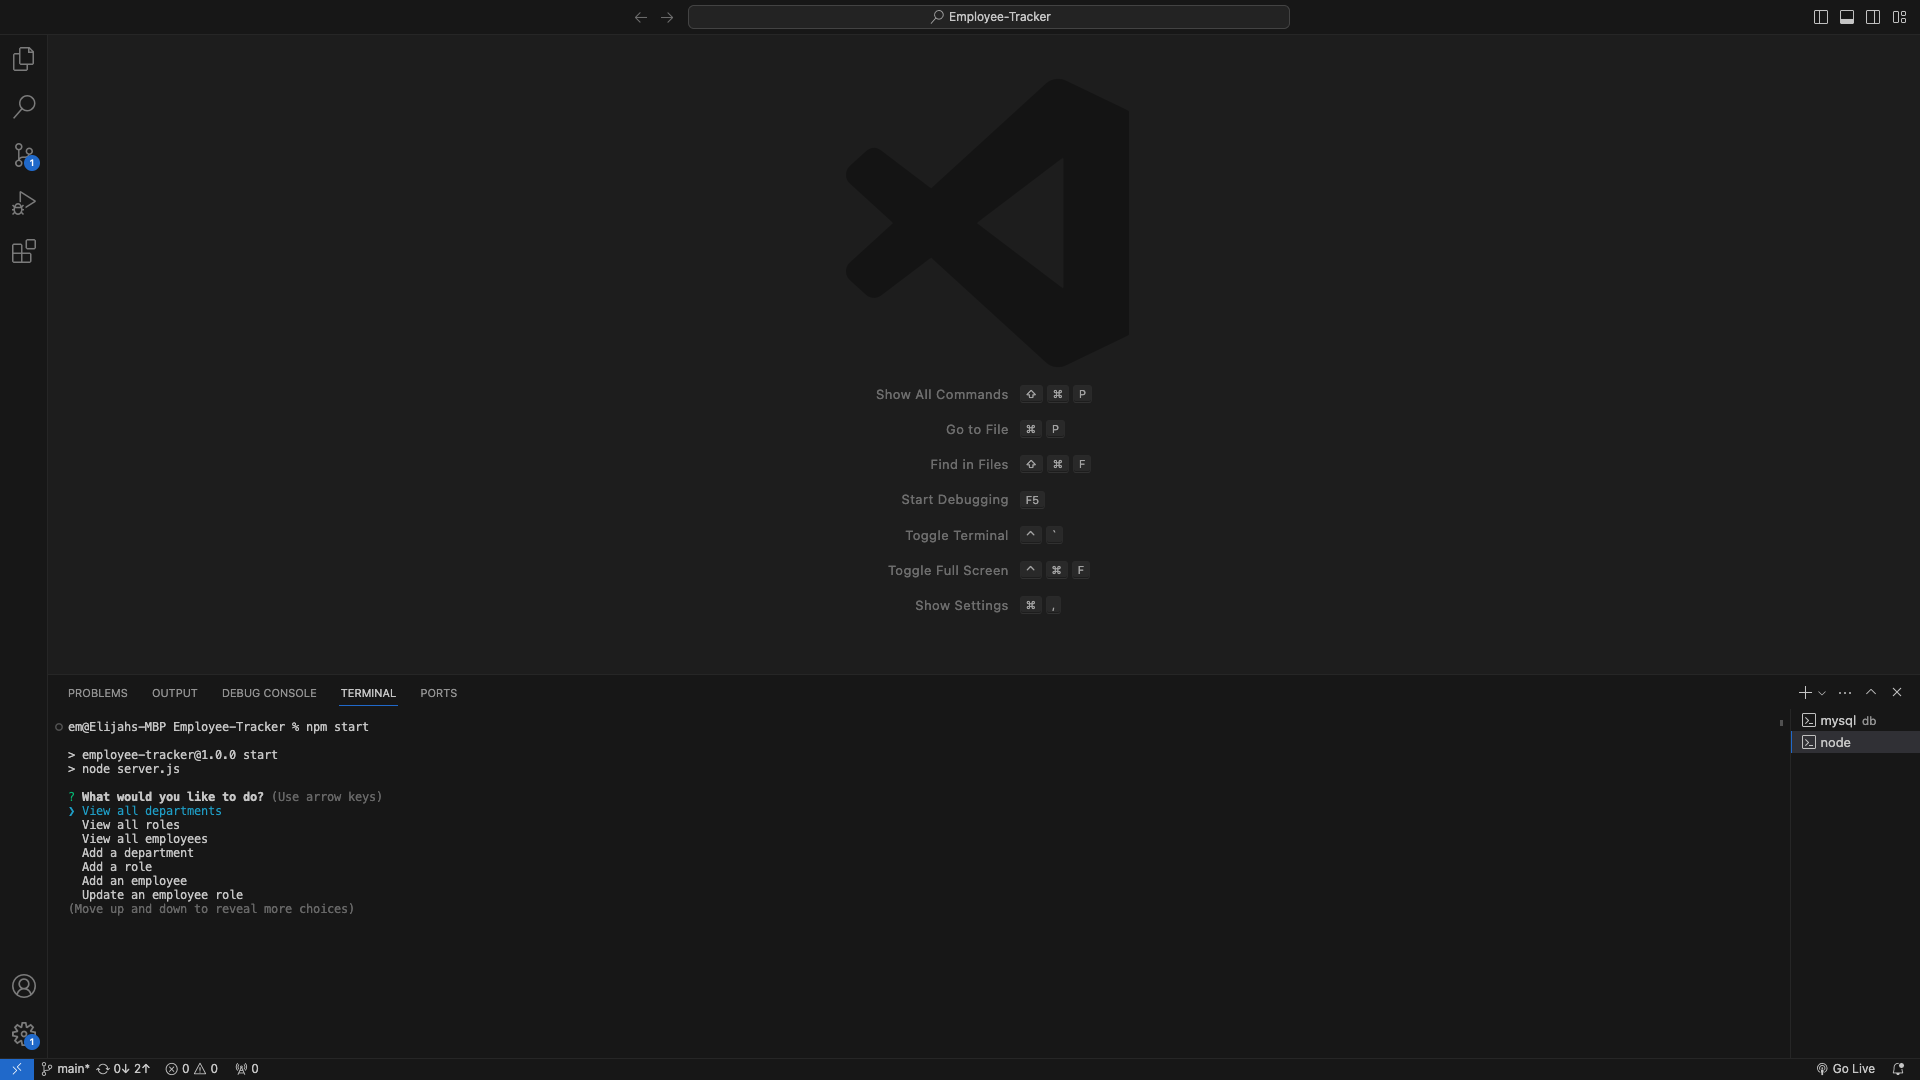 Employee-Tracker
1
Show All Commands ⇧ ⌘ P
Go to File ⌘ P
Find in Files ⇧ ⌘ F
Start Debugging F5
Toggle Terminal ^ `
Toggle Full Screen ^ ⌘ F
Show Settings ⌘ ,
PROBLEMS OUTPUT DEBUG CONSOLE TERMINAL PORTS
em@Elijahs-MBP Employee-Tracker % npm start
> employee-tracker@1.0.0 start
> node server.js
? What would you like to do? (Use arrow keys)
❯ View all departments
View all roles
View all employees
Add a department
Add a role
Add an employee
Update an employee role
(Move up and down to reveal more choices)
mysql db
node
1
main* 0↓ 2↑ 0 0 0 Go Live